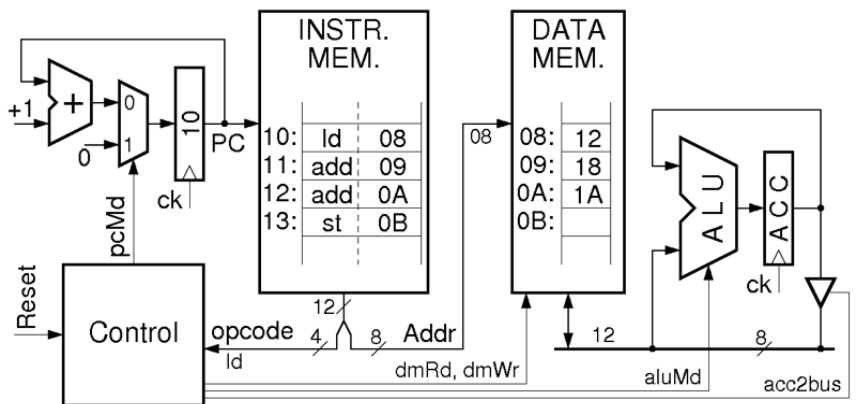 INSTR.
MEM.
DATA
MEM.
+1
+
0
1
0
10
PC
ck
pcMd
10: ld 08
11: add 09
12: add 0A
13: st 0B
08
08: 12
09: 18
0A: 1A
0B:
ALU
ACC
ck
Reset
Control
12
opcode
4
ld
8
Addr
dmRd, dmWr
12
8
aluMd
acc2bus